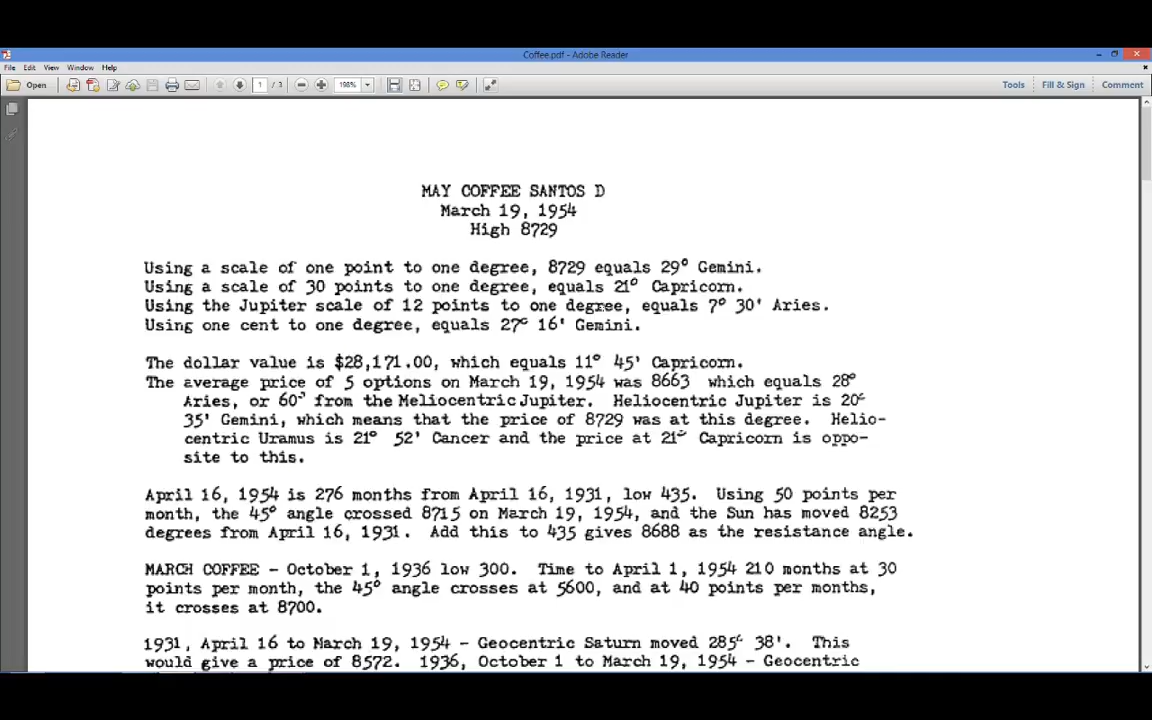 Coffee.pdf - Adobe Reader
File Edit View Window Help
Open 1 / 3 198% Tools Fill & Sign Comment
MAY COFFEE SANTOS D
March 19, 1954
High 8729
Using a scale of one point to one degree, 8729 equals 29° Gemini.
Using a scale of 30 points to one degree, equals 21° Capricorn.
Using the Jupiter scale of 12 points to one degree, equals 7° 30' Aries.
Using one cent to one degree, equals 27° 16' Gemini.
The dollar value is $28,171.00, which equals 11° 45' Capricorn.
The average price of 5 options on March 19, 1954 was 8663 which equals 28°
Aries, or 60° from the Meliocentric Jupiter. Heliocentric Jupiter is 20°
35' Gemini, which means that the price of 8729 was at this degree. Helio-
centric Uramus is 21° 52' Cancer and the price at 21° Capricorn is oppo-
site to this.
April 16, 1954 is 276 months from April 16, 1931, low 435. Using 50 points per
month, the 45° angle crossed 8715 on March 19, 1954, and the Sun has moved 8253
degrees from April 16, 1931. Add this to 435 gives 8688 as the resistance angle.
MARCH COFFEE - October 1, 1936 low 300. Time to April 1, 1954 210 months at 30
points per month, the 45° angle crosses at 5600, and at 40 points per months,
it crosses at 8700.
1931, April 16 to March 19, 1954 - Geocentric Saturn moved 285° 38'. This
would give a price of 8572. 1936, October 1 to March 19, 1954 - Geocentric